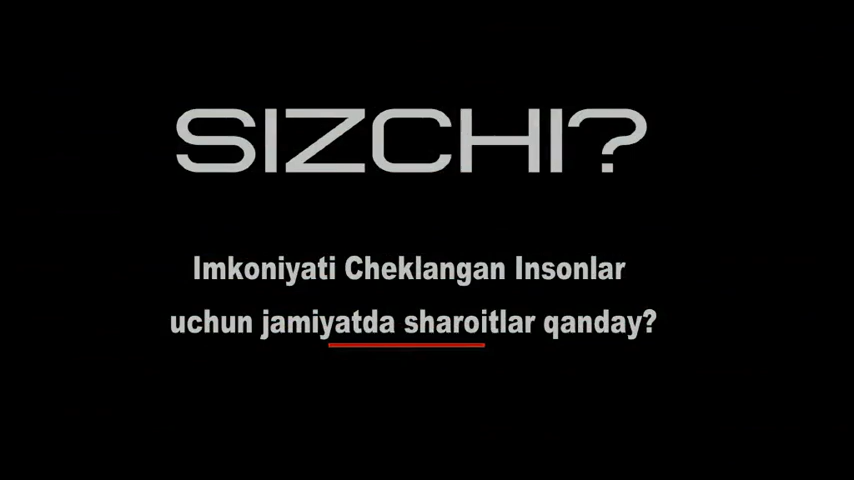 SIZCHI?
Imkoniyati Cheklangan Insonlar
uchun jamiyatda sharoitlar qanday?